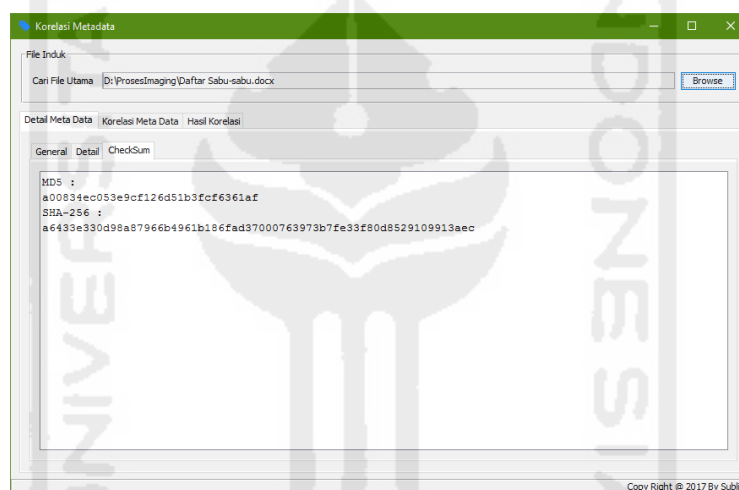 Korelasi Metadata
File Induk
Cari File Utama D:\ProsesImaging\Daftar Sabu-sabu.docx Browse
Detail Meta Data Korelasi Meta Data Hasil Korelasi
General Detail CheckSum
MD5 :
a00834ec053e9cf126d51b3fcf6361af
SHA-256 :
a6433e330d98a87966b4961b186fad37000763973b7fe33f80d8529109913aec
Copy Right @ 2017 By Subli